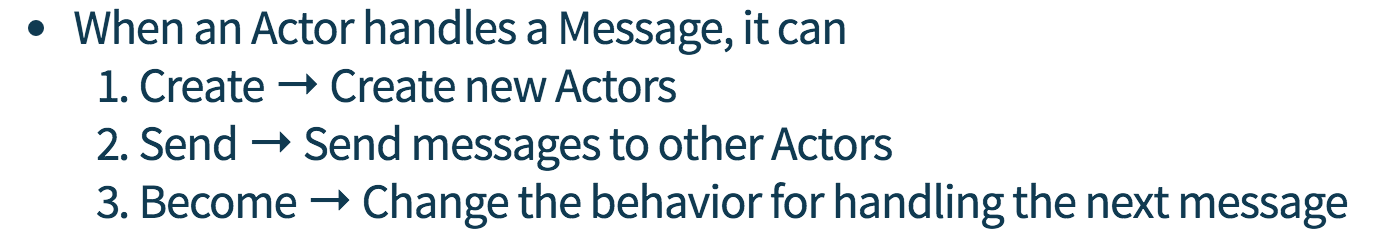 • When an Actor handles a Message, it can
1. Create → Create new Actors
2. Send → Send messages to other Actors
3. Become → Change the behavior for handling the next message